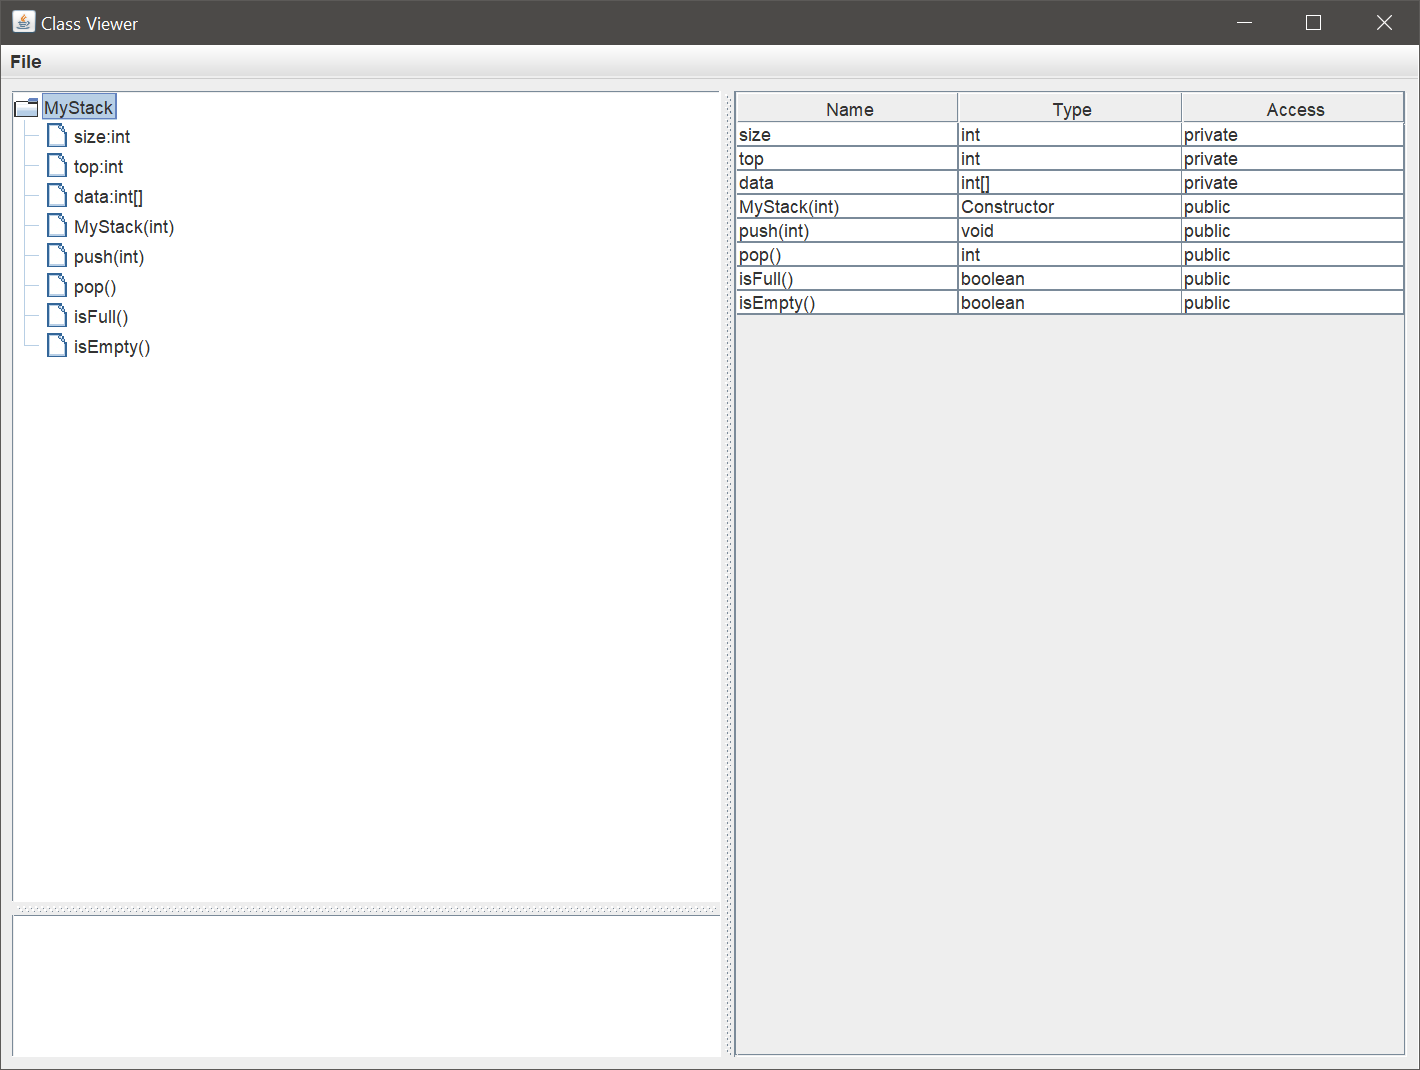 Class Viewer
File
MyStack
size:int
top:int
data:int[]
MyStack(int)
push(int)
pop()
isFull()
isEmpty()
Name Type Access
size int private
top int private
data int[] private
MyStack(int) Constructor public
push(int) void public
pop() int public
isFull() boolean public
isEmpty() boolean public